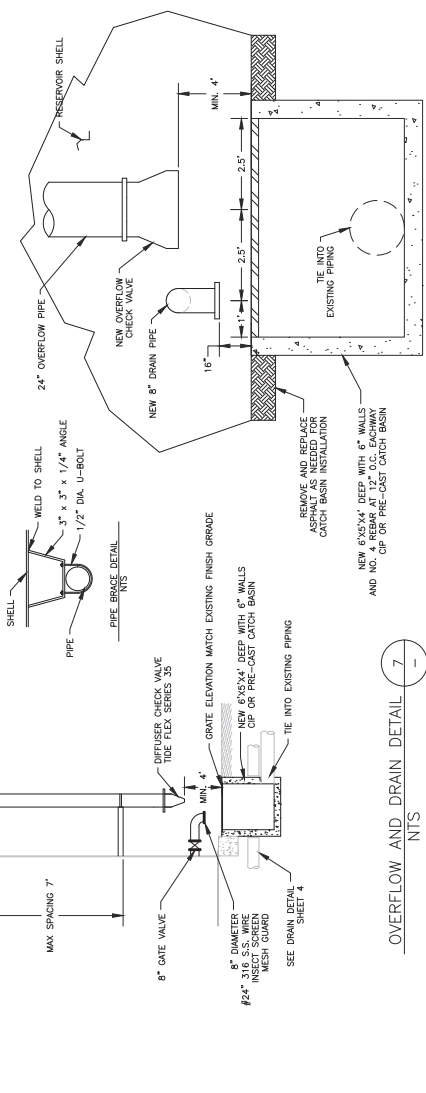 SHELL
WELD TO SHELL
3" x 3" x 1/4" ANGLE
1/2" DIA. U-BOLT
PIPE
PIPE BRACE DETAIL
NTS
24" OVERFLOW PIPE
RESERVOIR SHELL
NEW OVERFLOW
CHECK VALVE
NEW 8" DRAIN PIPE
MIN. 4'
16"
1'
2.5'
2.5'
TIE INTO
EXISTING PIPING
REMOVE AND REPLACE
ASPHALT AS NEEDED FOR
CATCH BASIN INSTALLATION
NEW 6'X5'X4' DEEP WITH 6" WALLS
AND NO. 4 REBAR AT 12" O.C. EACHWAY
CIP OR PRE-CAST CATCH BASIN
MAX SPACING 7'
DIFFUSER CHECK VALVE
TIDE FLEX SERIES 35
8" GATE VALVE
MIN. 4'
GRATE ELEVATION MATCH EXISTING FINISH GRRADE
NEW 6'X5'X4' DEEP WITH 6" WALLS
CIP OR PRE-CAST CATCH BASIN
8" DIAMETER
#24" 316 S.S. WIRE
INSECT SCREEN
MESH GUARD
TIE INTO EXISTING PIPING
SEE DRAIN DETAIL
SHEET 4
OVERFLOW AND DRAIN DETAIL
NTS
7
-